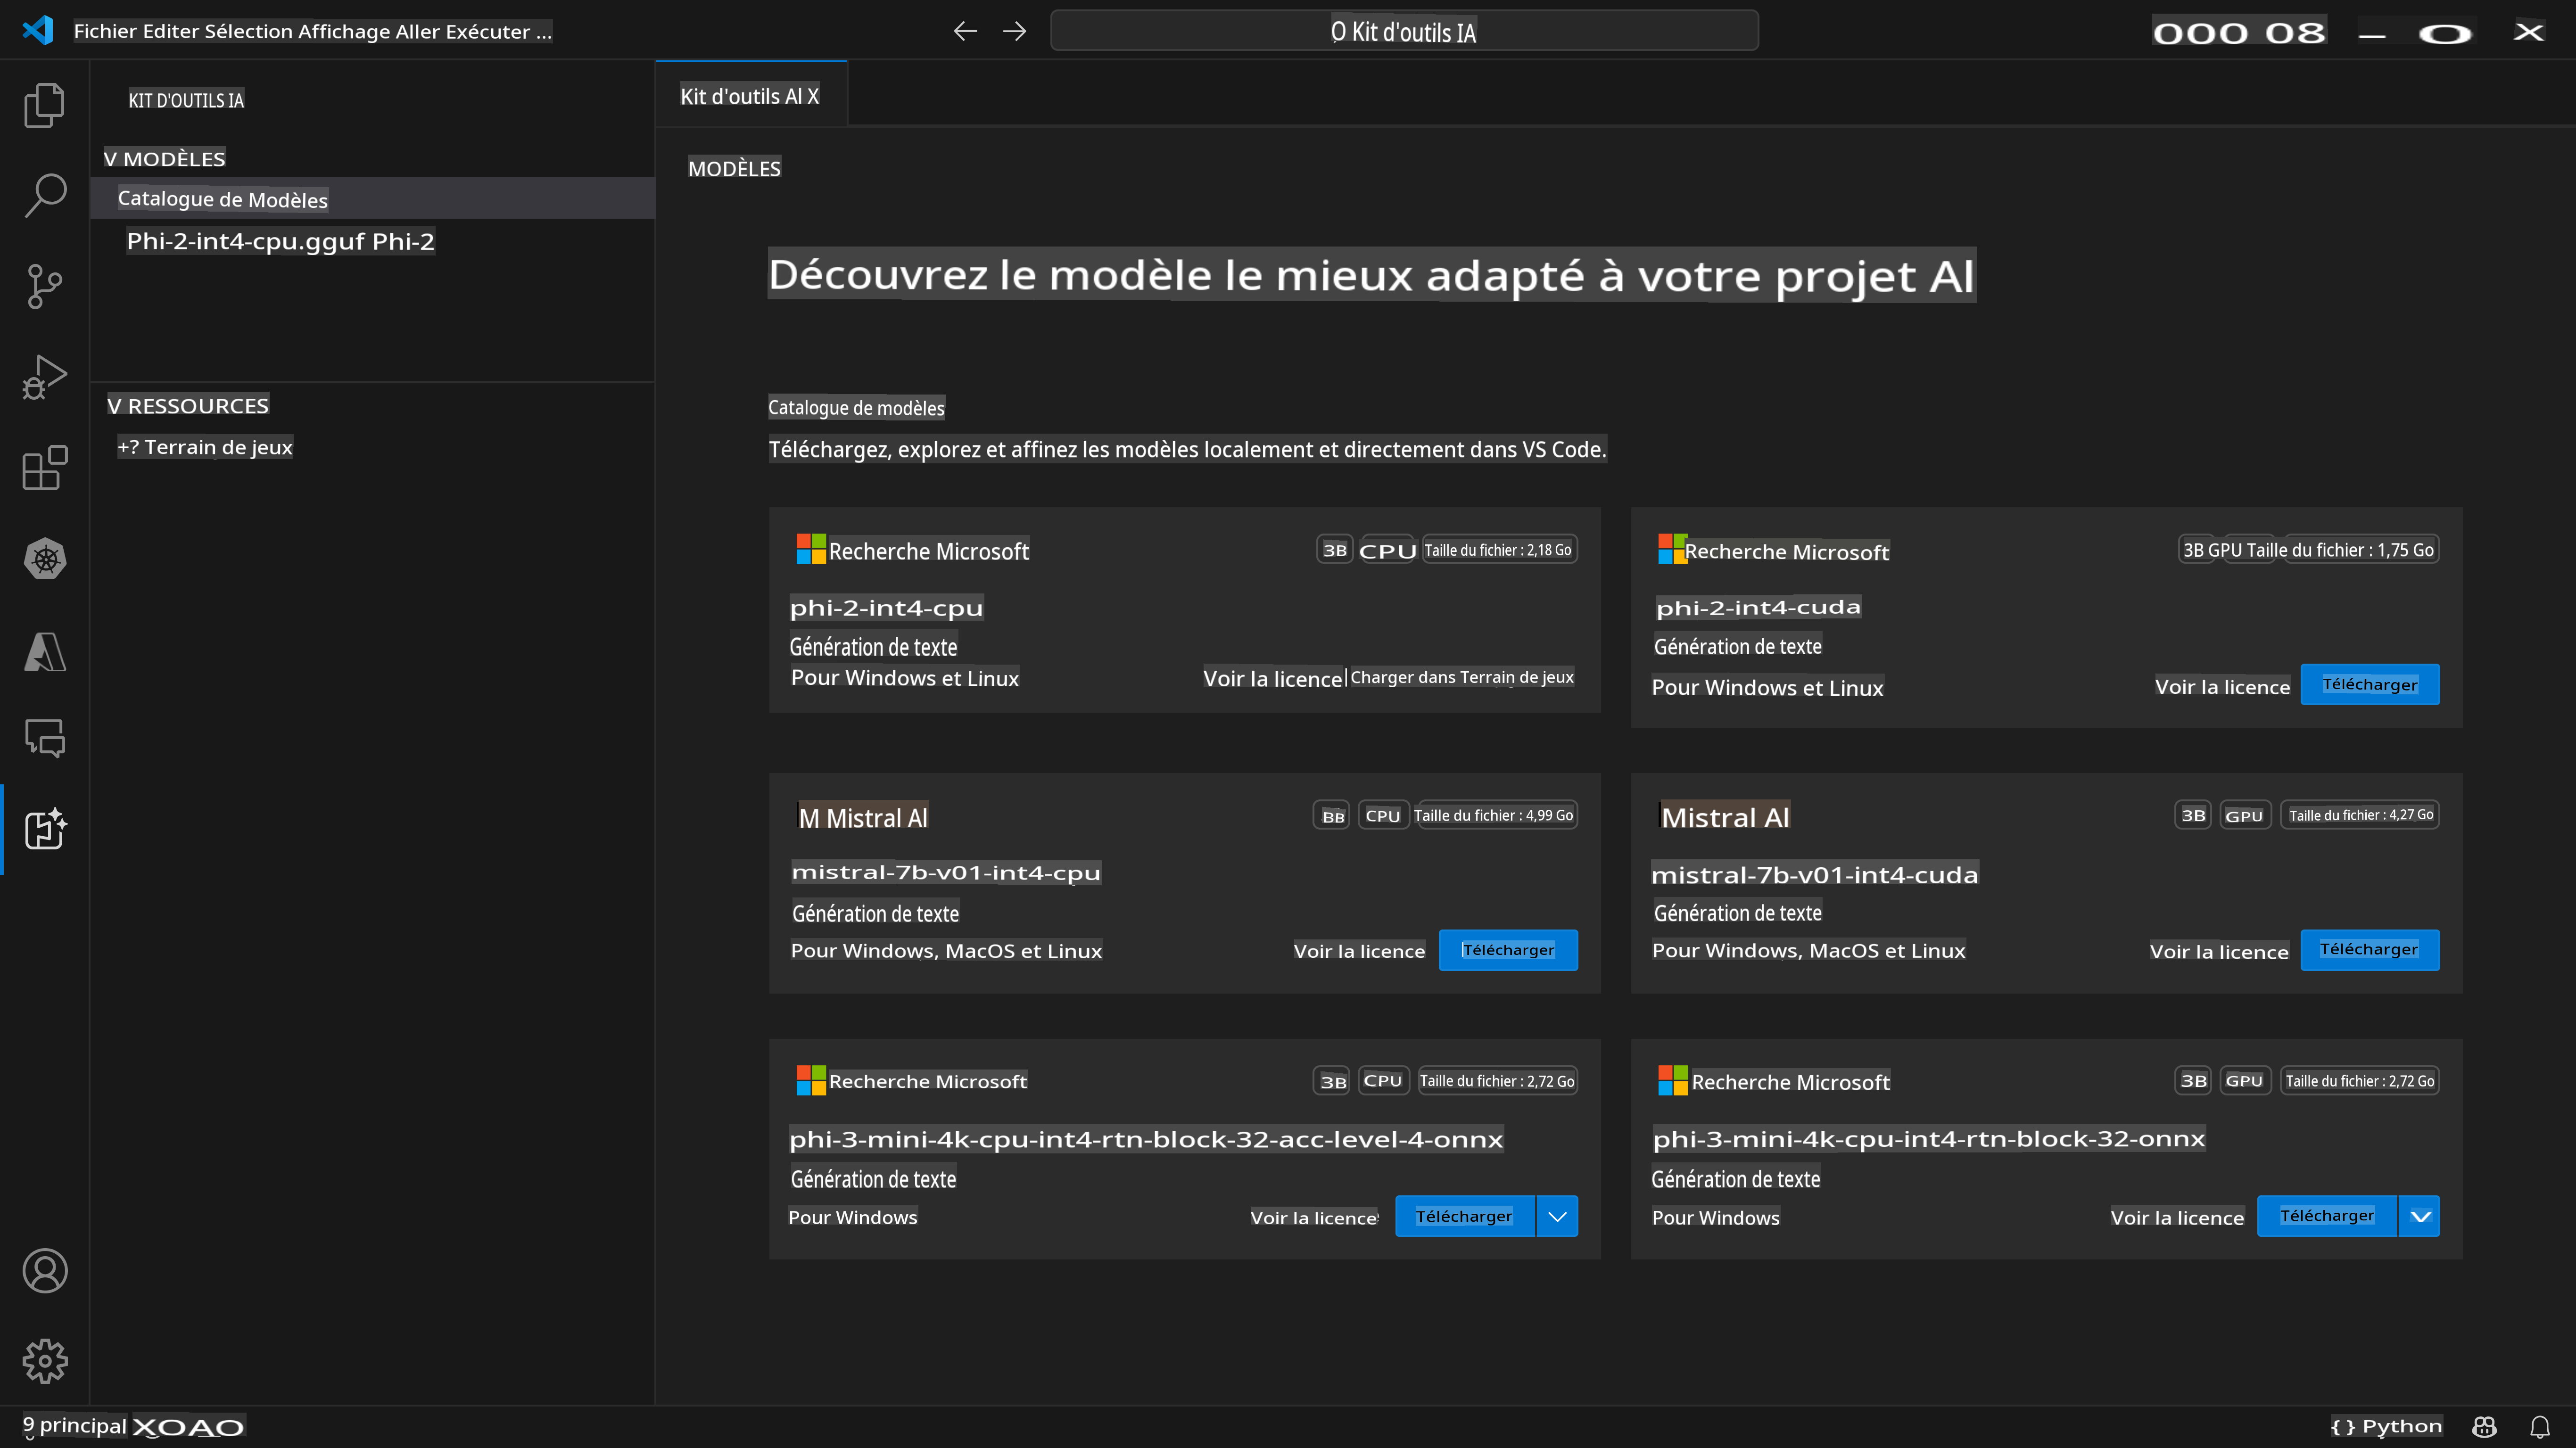 Fichier Editer Sélection Affichage Aller Exécuter ...
O Kit d'outils IA
000 08 – O X
KIT D'OUTILS IA
V MODÈLES
Catalogue de Modèles
Phi-2-int4-cpu.gguf Phi-2
V RESSOURCES
+? Terrain de jeux
Kit d'outils Al X
MODÈLES
Découvrez le modèle le mieux adapté à votre projet Al
Catalogue de modèles
Téléchargez, explorez et affinez les modèles localement et directement dans VS Code.
Recherche Microsoft
3B CPU Taille du fichier : 2,18 Go
phi-2-int4-cpu
Génération de texte
Pour Windows et Linux
Voir la licence Charger dans Terrain de jeux
Recherche Microsoft
3B GPU Taille du fichier : 1,75 Go
phi-2-int4-cuda
Génération de texte
Pour Windows et Linux
Voir la licence Télécharger
M Mistral Al
BB CPU Taille du fichier : 4,99 Go
mistral-7b-v01-int4-cpu
Génération de texte
Pour Windows, MacOS et Linux
Voir la licence Télécharger
Mistral Al
3B GPU Taille du fichier : 4,27 Go
mistral-7b-v01-int4-cuda
Génération de texte
Pour Windows, MacOS et Linux
Voir la licence Télécharger
Recherche Microsoft
3B CPU Taille du fichier : 2,72 Go
phi-3-mini-4k-cpu-int4-rtn-block-32-acc-level-4-onnx
Génération de texte
Pour Windows
Voir la licence Télécharger
Recherche Microsoft
3B GPU Taille du fichier : 2,72 Go
phi-3-mini-4k-cpu-int4-rtn-block-32-onnx
Génération de texte
Pour Windows
Voir la licence Télécharger
9 principal XOAO
{ } Python